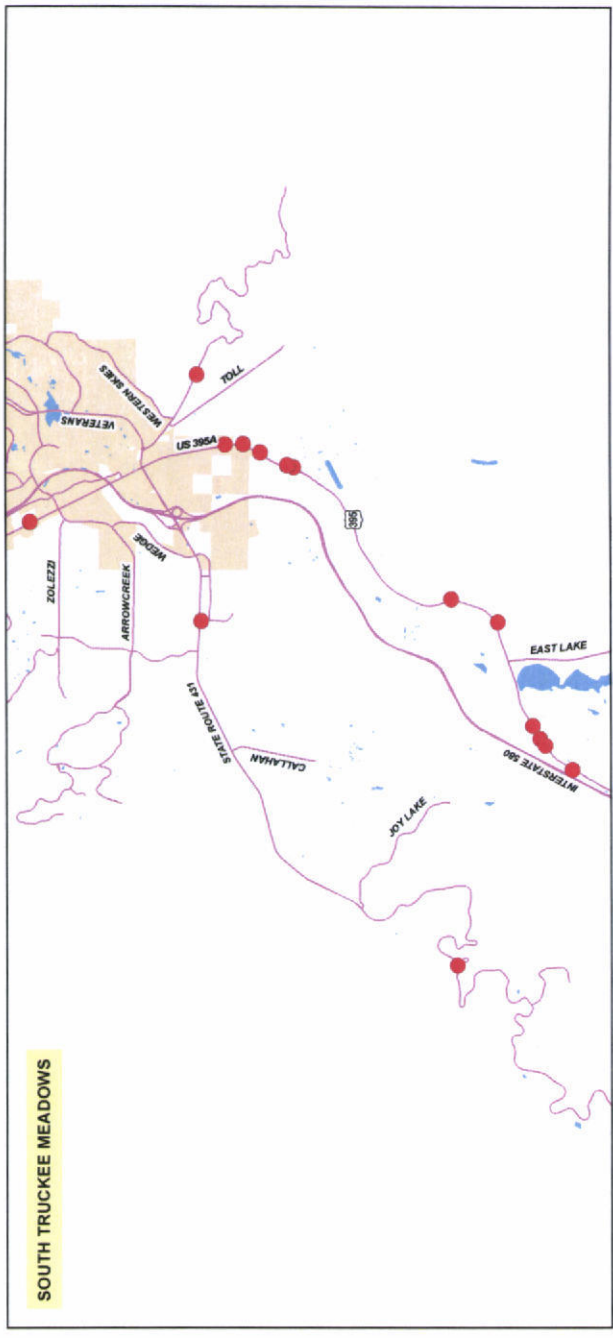 SOUTH TRUCKEE MEADOWS
ZOLEZZI
ARROWCREEK
WEDGE
VETERANS
WESTERN SKIES
TOLL
US 395A
395
STATE ROUTE 431
CALLAHAN
JOY LAKE
EAST LAKE
INTERSTATE 580